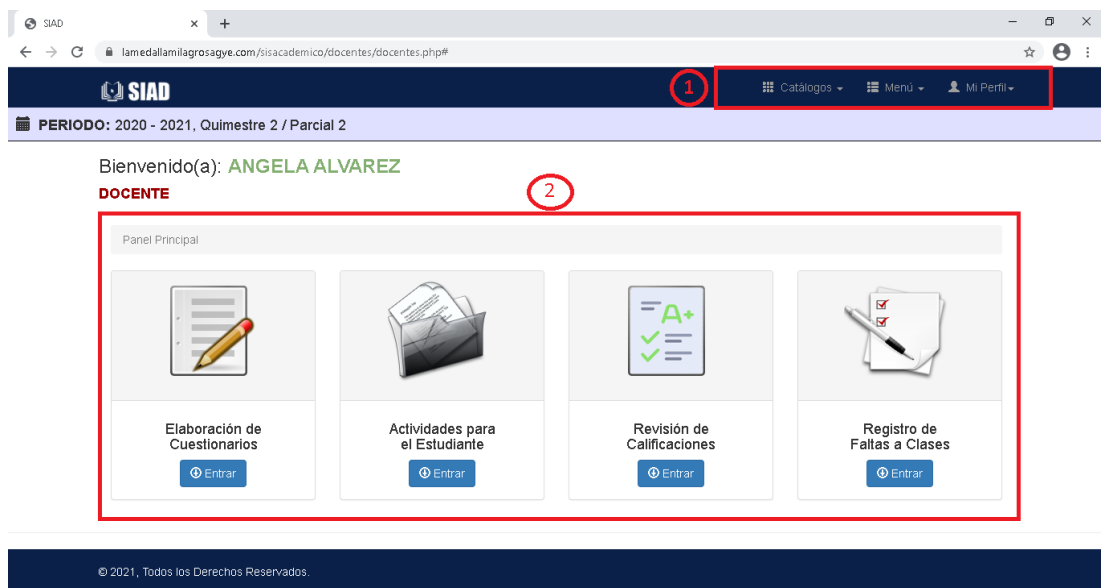 SIAD
lamedallamilagrosagye.com/sisacademico/docentes/docentes.php#
SIAD
1
Catálogos
Menú
Mi Perfil
PERIODO: 2020 - 2021, Quimestre 2 / Parcial 2
Bienvenido(a): ANGELA ALVAREZ
DOCENTE
2
Panel Principal
A+
Elaboración de
Cuestionarios
Entrar
Actividades para
el Estudiante
Entrar
Revisión de
Calificaciones
Entrar
Registro de
Faltas a Clases
Entrar
© 2021, Todos los Derechos Reservados.